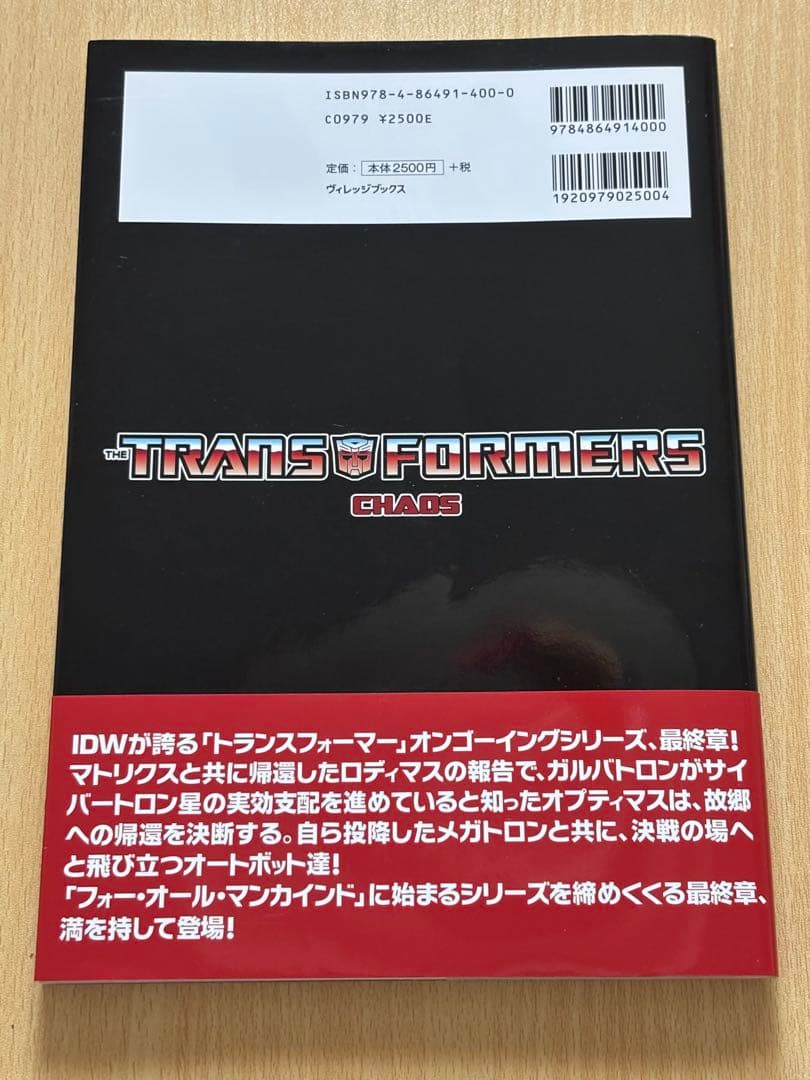 ISBN978-4-86491-400-0
C0979 ¥2500E
9784864914000
定価：本体2500円＋税
ヴィレッジブックス
1920979025004
THE TRANSFORMERS
CHAOS
IDWが誇る「トランスフォーマー」オンゴーイングシリーズ、最終章！
マトリクスと共に帰還したロディマスの報告で、ガルバトロンがサイ
バートロン星の実効支配を進めていると知ったオプティマスは、故郷
への帰還を決断する。自ら投降したメガトロンと共に、決戦の場へ
と飛び立つオートボット達！
「フォー・オール・マンカインド」に始まるシリーズを締めくくる最終章、
満を持して登場！